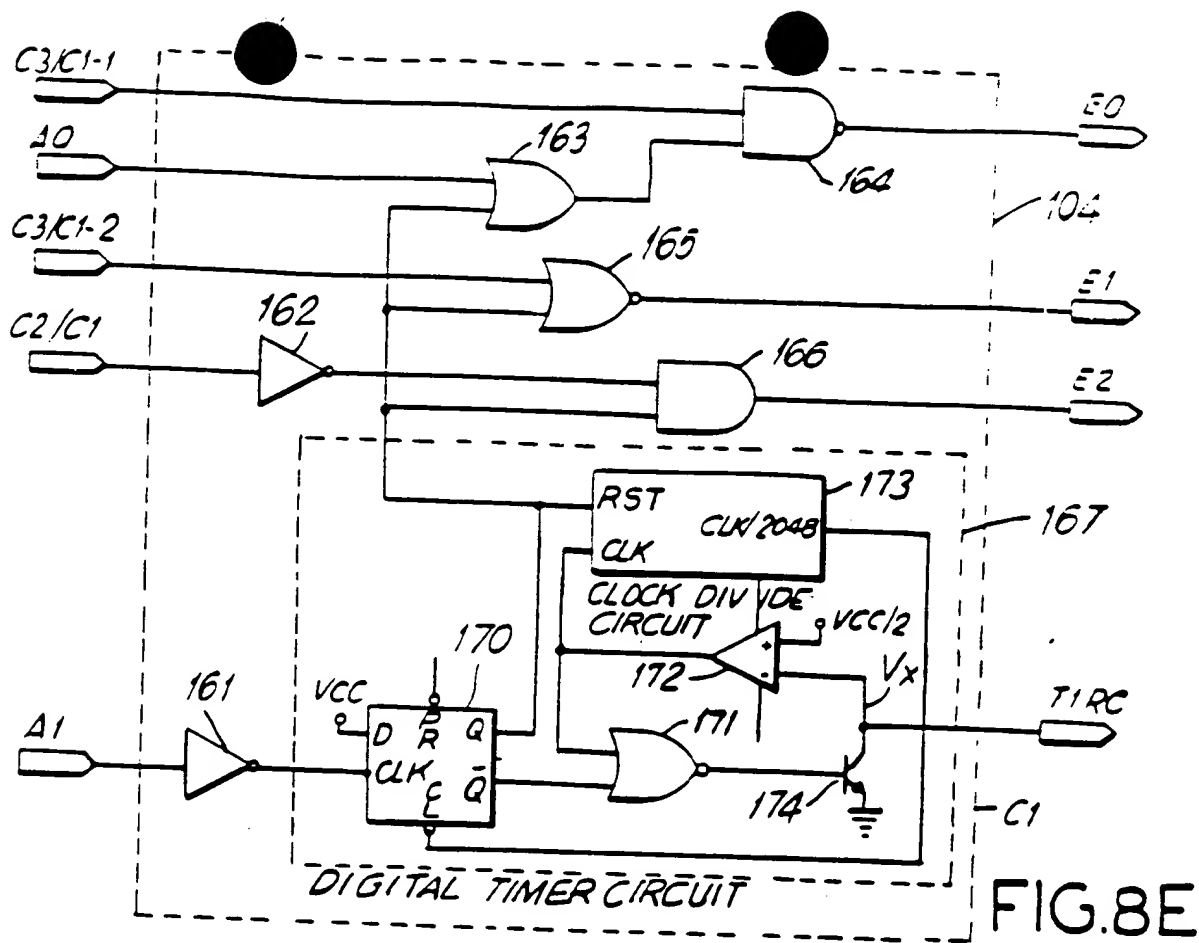 C3/C1-1
E0
A0
163
164
104
C3/C1-2
165
E1
C2/C1
162
166
E2
RST
173
CLK/2048
167
CLK
CLOCK DIVIDE
CIRCUIT
VCC/2
170
172
VX
VCC
161
171
T1RC
A1
D
PR
Q
CLK
Q̅
CL
174
C1
DIGITAL TIMER CIRCUIT
FIG.8E